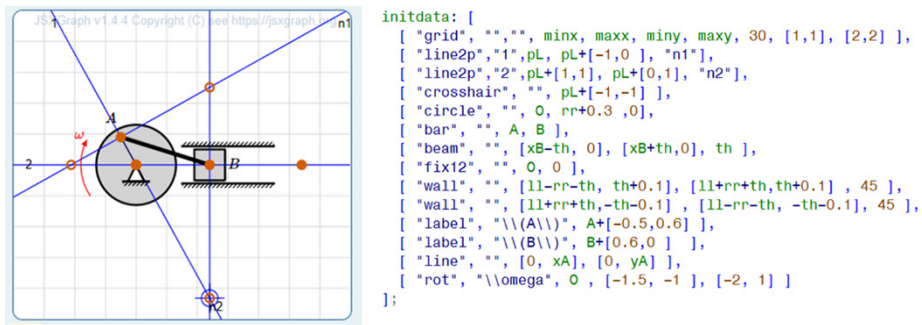 JSXGraph v1.4.4 Copyright (C) see https://jsxgraph.org
1
n1
A
ω
2
B
n2
initdata: [
[ "grid", "","", minx, maxx, miny, maxy, 30, [1,1], [2,2] ],
[ "line2p","1",pL, pL+[-1,0 ], "n1"],
[ "line2p","2",pL+[1,1], pL+[0,1], "n2"],
[ "crosshair", "", pL+[-1,-1] ],
[ "circle", "", O, rr+0.3 ,0],
[ "bar", "", A, B ],
[ "beam", "", [xB-th, 0], [xB+th,0], th ],
[ "fix12", "", O, 0 ],
[ "wall", "", [ll-rr-th, th+0.1], [ll+rr+th,th+0.1] , 45 ],
[ "wall", "", [ll+rr+th,-th-0.1] , [ll-rr-th, -th-0.1], 45 ],
[ "label", "\\(A\\)", A+[-0.5,0.6] ],
[ "label", "\\(B\\)", B+[0.6,0 ]  ],
[ "line", "", [0, xA], [0, yA] ],
[ "rot", "\\omega", O , [-1.5, -1 ], [-2, 1] ]
];